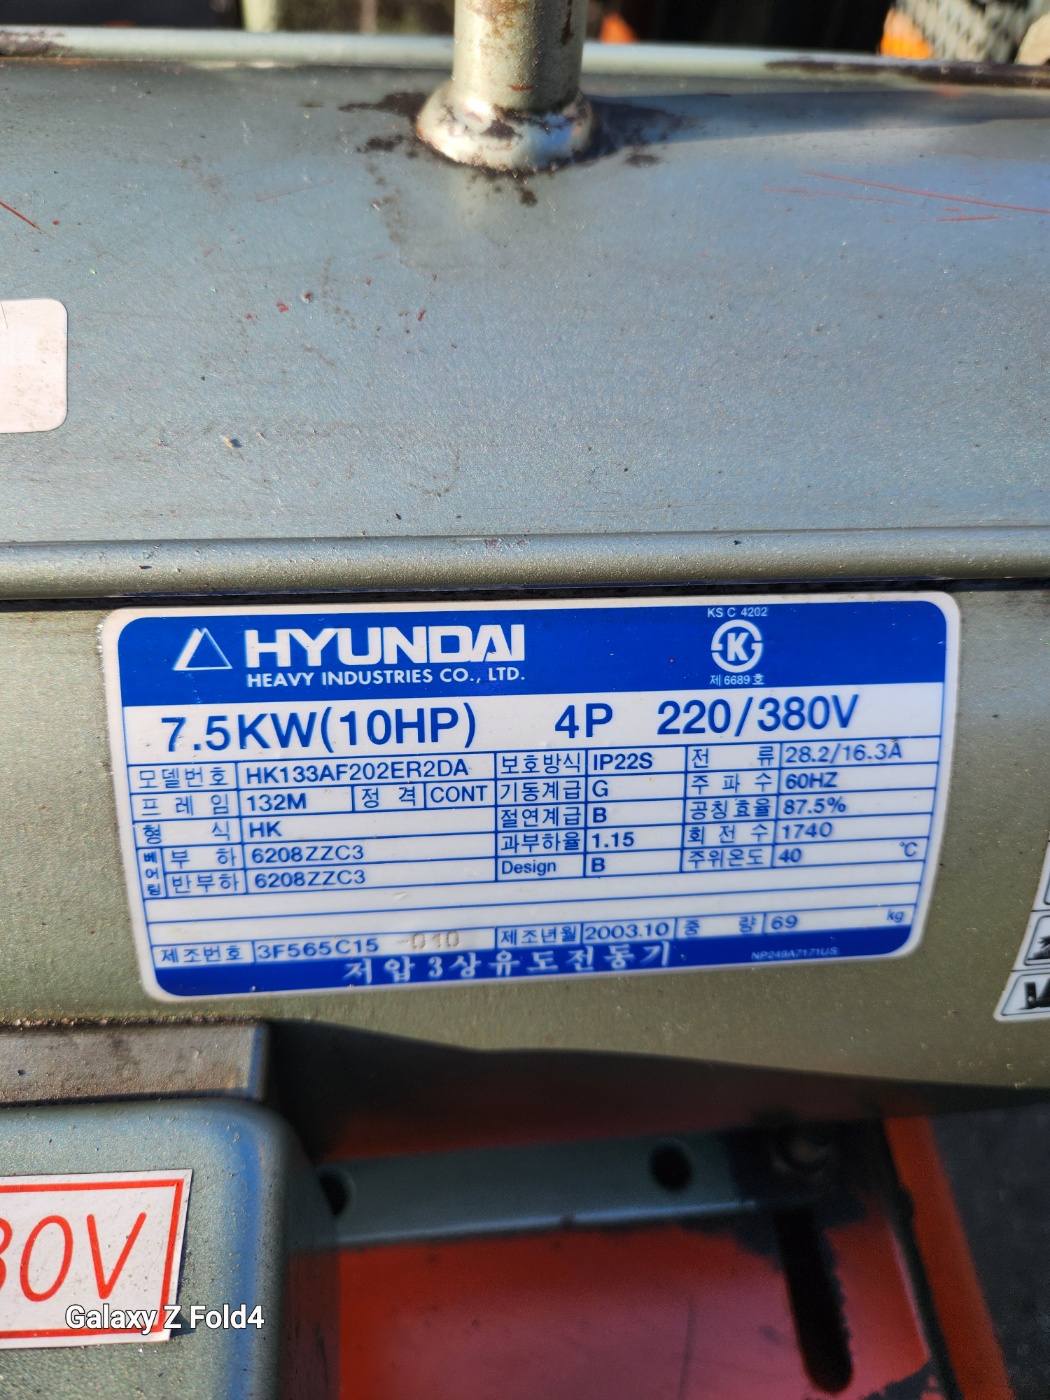 KS C 4202
HYUNDAI
HEAVY INDUSTRIES CO., LTD.
K
제 6689 호
7.5KW(10HP) 4P 220/380V
모델번호 HK133AF202ER2DA 보호방식 IP22S 전 류 28.2/16.3A
프 레 임 132M 정 격 CONT 기동계급 G 주 파 수 60HZ
형 식 HK 절연계급 B 공칭효율 87.5%
베어링 부 하 6208ZZC3 과부하율 1.15 회 전 수 1740
반부하 6208ZZC3 Design B 주위온도 40 ℃
제조번호 3F565C15 010 제조년월 2003.10 중 량 69 kg
저압3상유도전동기 NP249A7171US
80V
Galaxy Z Fold4